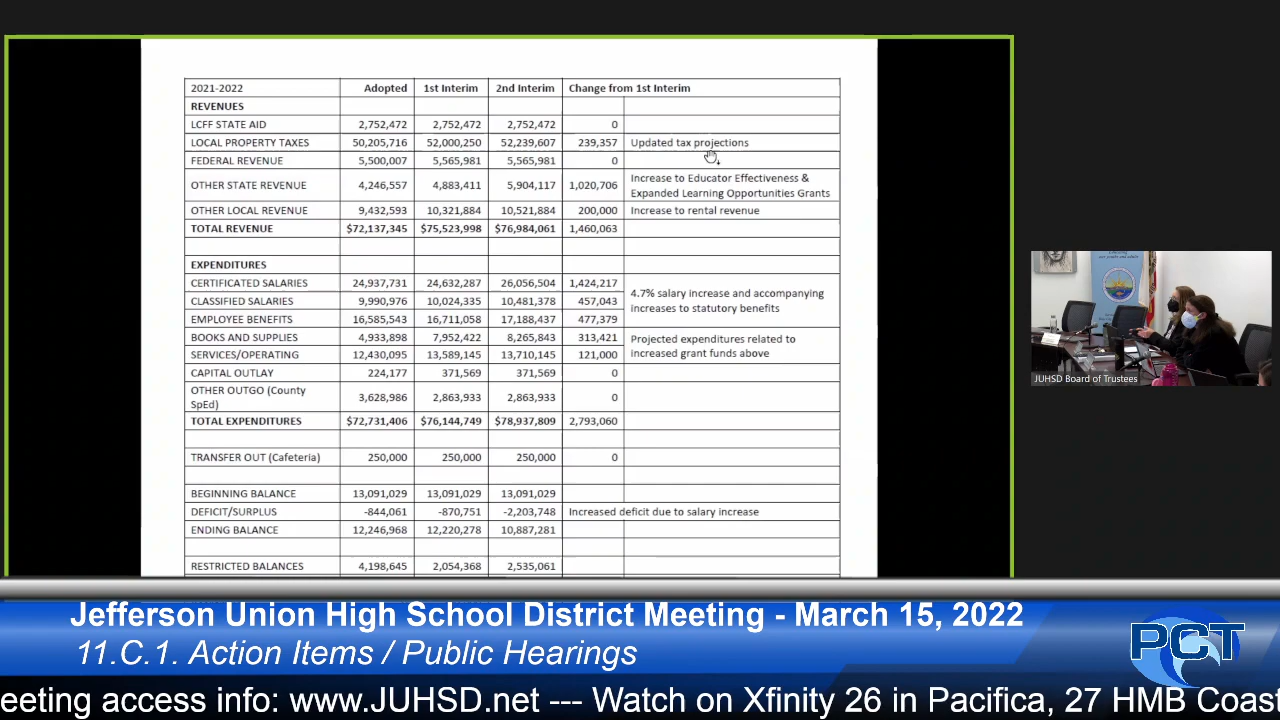 2021-2022 Adopted 1st Interim 2nd Interim Change from 1st Interim
REVENUES
LCFF STATE AID 2,752,472 2,752,472 2,752,472 0
LOCAL PROPERTY TAXES 50,205,716 52,000,250 52,239,607 239,357 Updated tax projections
FEDERAL REVENUE 5,500,007 5,565,981 5,565,981 0
OTHER STATE REVENUE 4,246,557 4,883,411 5,904,117 1,020,706 Increase to Educator Effectiveness &
Expanded Learning Opportunities Grants
OTHER LOCAL REVENUE 9,432,593 10,321,884 10,521,884 200,000 Increase to rental revenue
TOTAL REVENUE $72,137,345 $75,523,998 $76,984,061 1,460,063
EXPENDITURES
CERTIFICATED SALARIES 24,937,731 24,632,287 26,056,504 1,424,217
4.7% salary increase and accompanying
CLASSIFIED SALARIES 9,990,976 10,024,335 10,481,378 457,043
increases to statutory benefits
EMPLOYEE BENEFITS 16,585,543 16,711,058 17,188,437 477,379
BOOKS AND SUPPLIES 4,933,898 7,952,422 8,265,843 313,421 Projected expenditures related to
SERVICES/OPERATING 12,430,095 13,589,145 13,710,145 121,000 increased grant funds above
CAPITAL OUTLAY 224,177 371,569 371,569 0
OTHER OUTGO (County
SpEd) 3,628,986 2,863,933 2,863,933 0
TOTAL EXPENDITURES $72,731,406 $76,144,749 $78,937,809 2,793,060
TRANSFER OUT (Cafeteria) 250,000 250,000 250,000 0
BEGINNING BALANCE 13,091,029 13,091,029 13,091,029
DEFICIT/SURPLUS -844,061 -870,751 -2,203,748 Increased deficit due to salary increase
ENDING BALANCE 12,246,968 12,220,278 10,887,281
RESTRICTED BALANCES 4,198,645 2,054,368 2,535,061
JUHSD Board of Trustees
Jefferson Union High School District Meeting - March 15, 2022
11.C.1. Action Items / Public Hearings
PCT
eeting access info: www.JUHSD.net --- Watch on Xfinity 26 in Pacifica, 27 HMB Coast